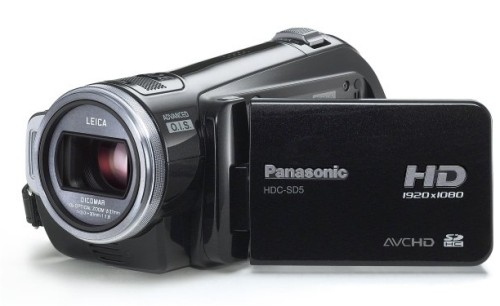 LEICA
DICOMAR
ADVANCED
O.I.S.
Panasonic
HDC-SD5
HD
1920x1080
AVCHD
SD
HC